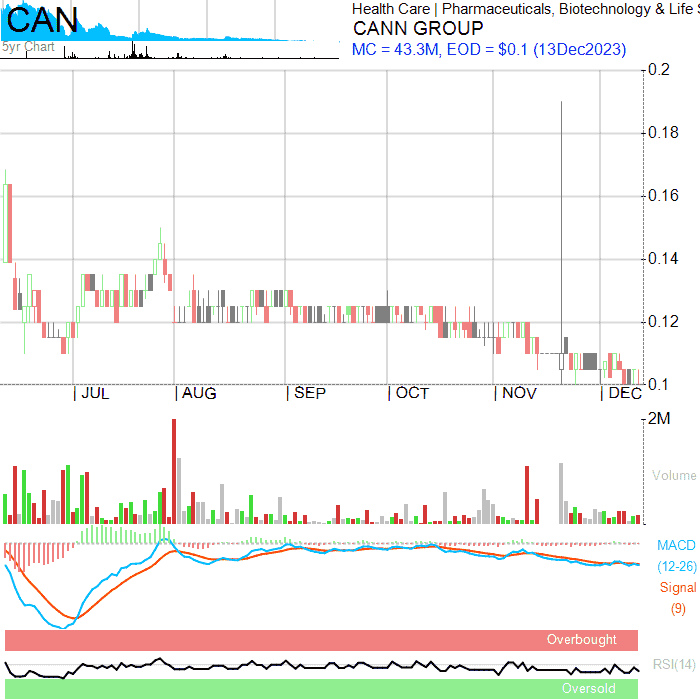 CAN
5yr Chart
Health Care | Pharmaceuticals, Biotechnology & Life S
CANN GROUP
MC = 43.3M, EOD = $0.1 (13Dec2023)
0.2
0.18
0.16
0.14
0.12
0.1
| JUL | AUG | SEP | OCT | NOV | DEC
2M
Volume
MACD
(12-26)
Signal
(9)
Overbought
RSI(14)
Oversold